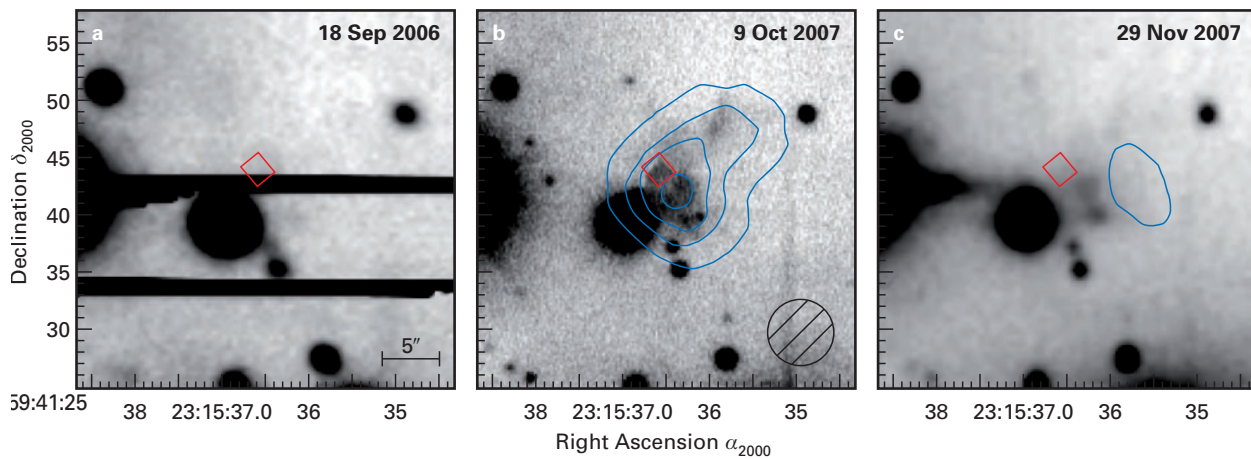 a 18 Sep 2006
b 9 Oct 2007
c 29 Nov 2007
Declination δ2000
55
50
45
40
35
30
59:41:25
5″
38 23:15:37.0 36 35
38 23:15:37.0 36 35
38 23:15:37.0 36 35
Right Ascension α2000